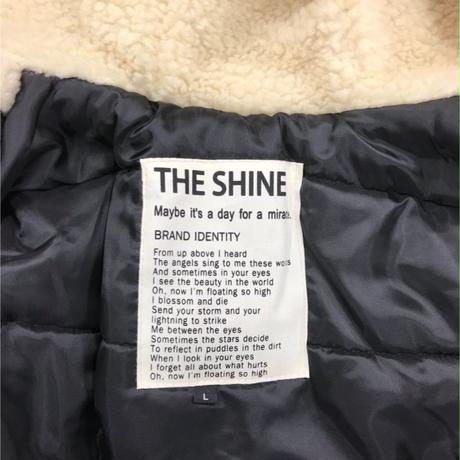 THE SHINE
Maybe it's a day for a miracle.
BRAND IDENTITY
From up above I heard
The angels sing to me these words
And sometimes in your eyes
I see the beauty in the world
Oh, now I'm floating so high
I blossom and die
Send your storm and your
lightning to strike
Me between the eyes
Sometimes the stars decide
To reflect in puddles in the dirt
When I look in your eyes
I forget all about what hurts
Oh, now I'm floating so high
L